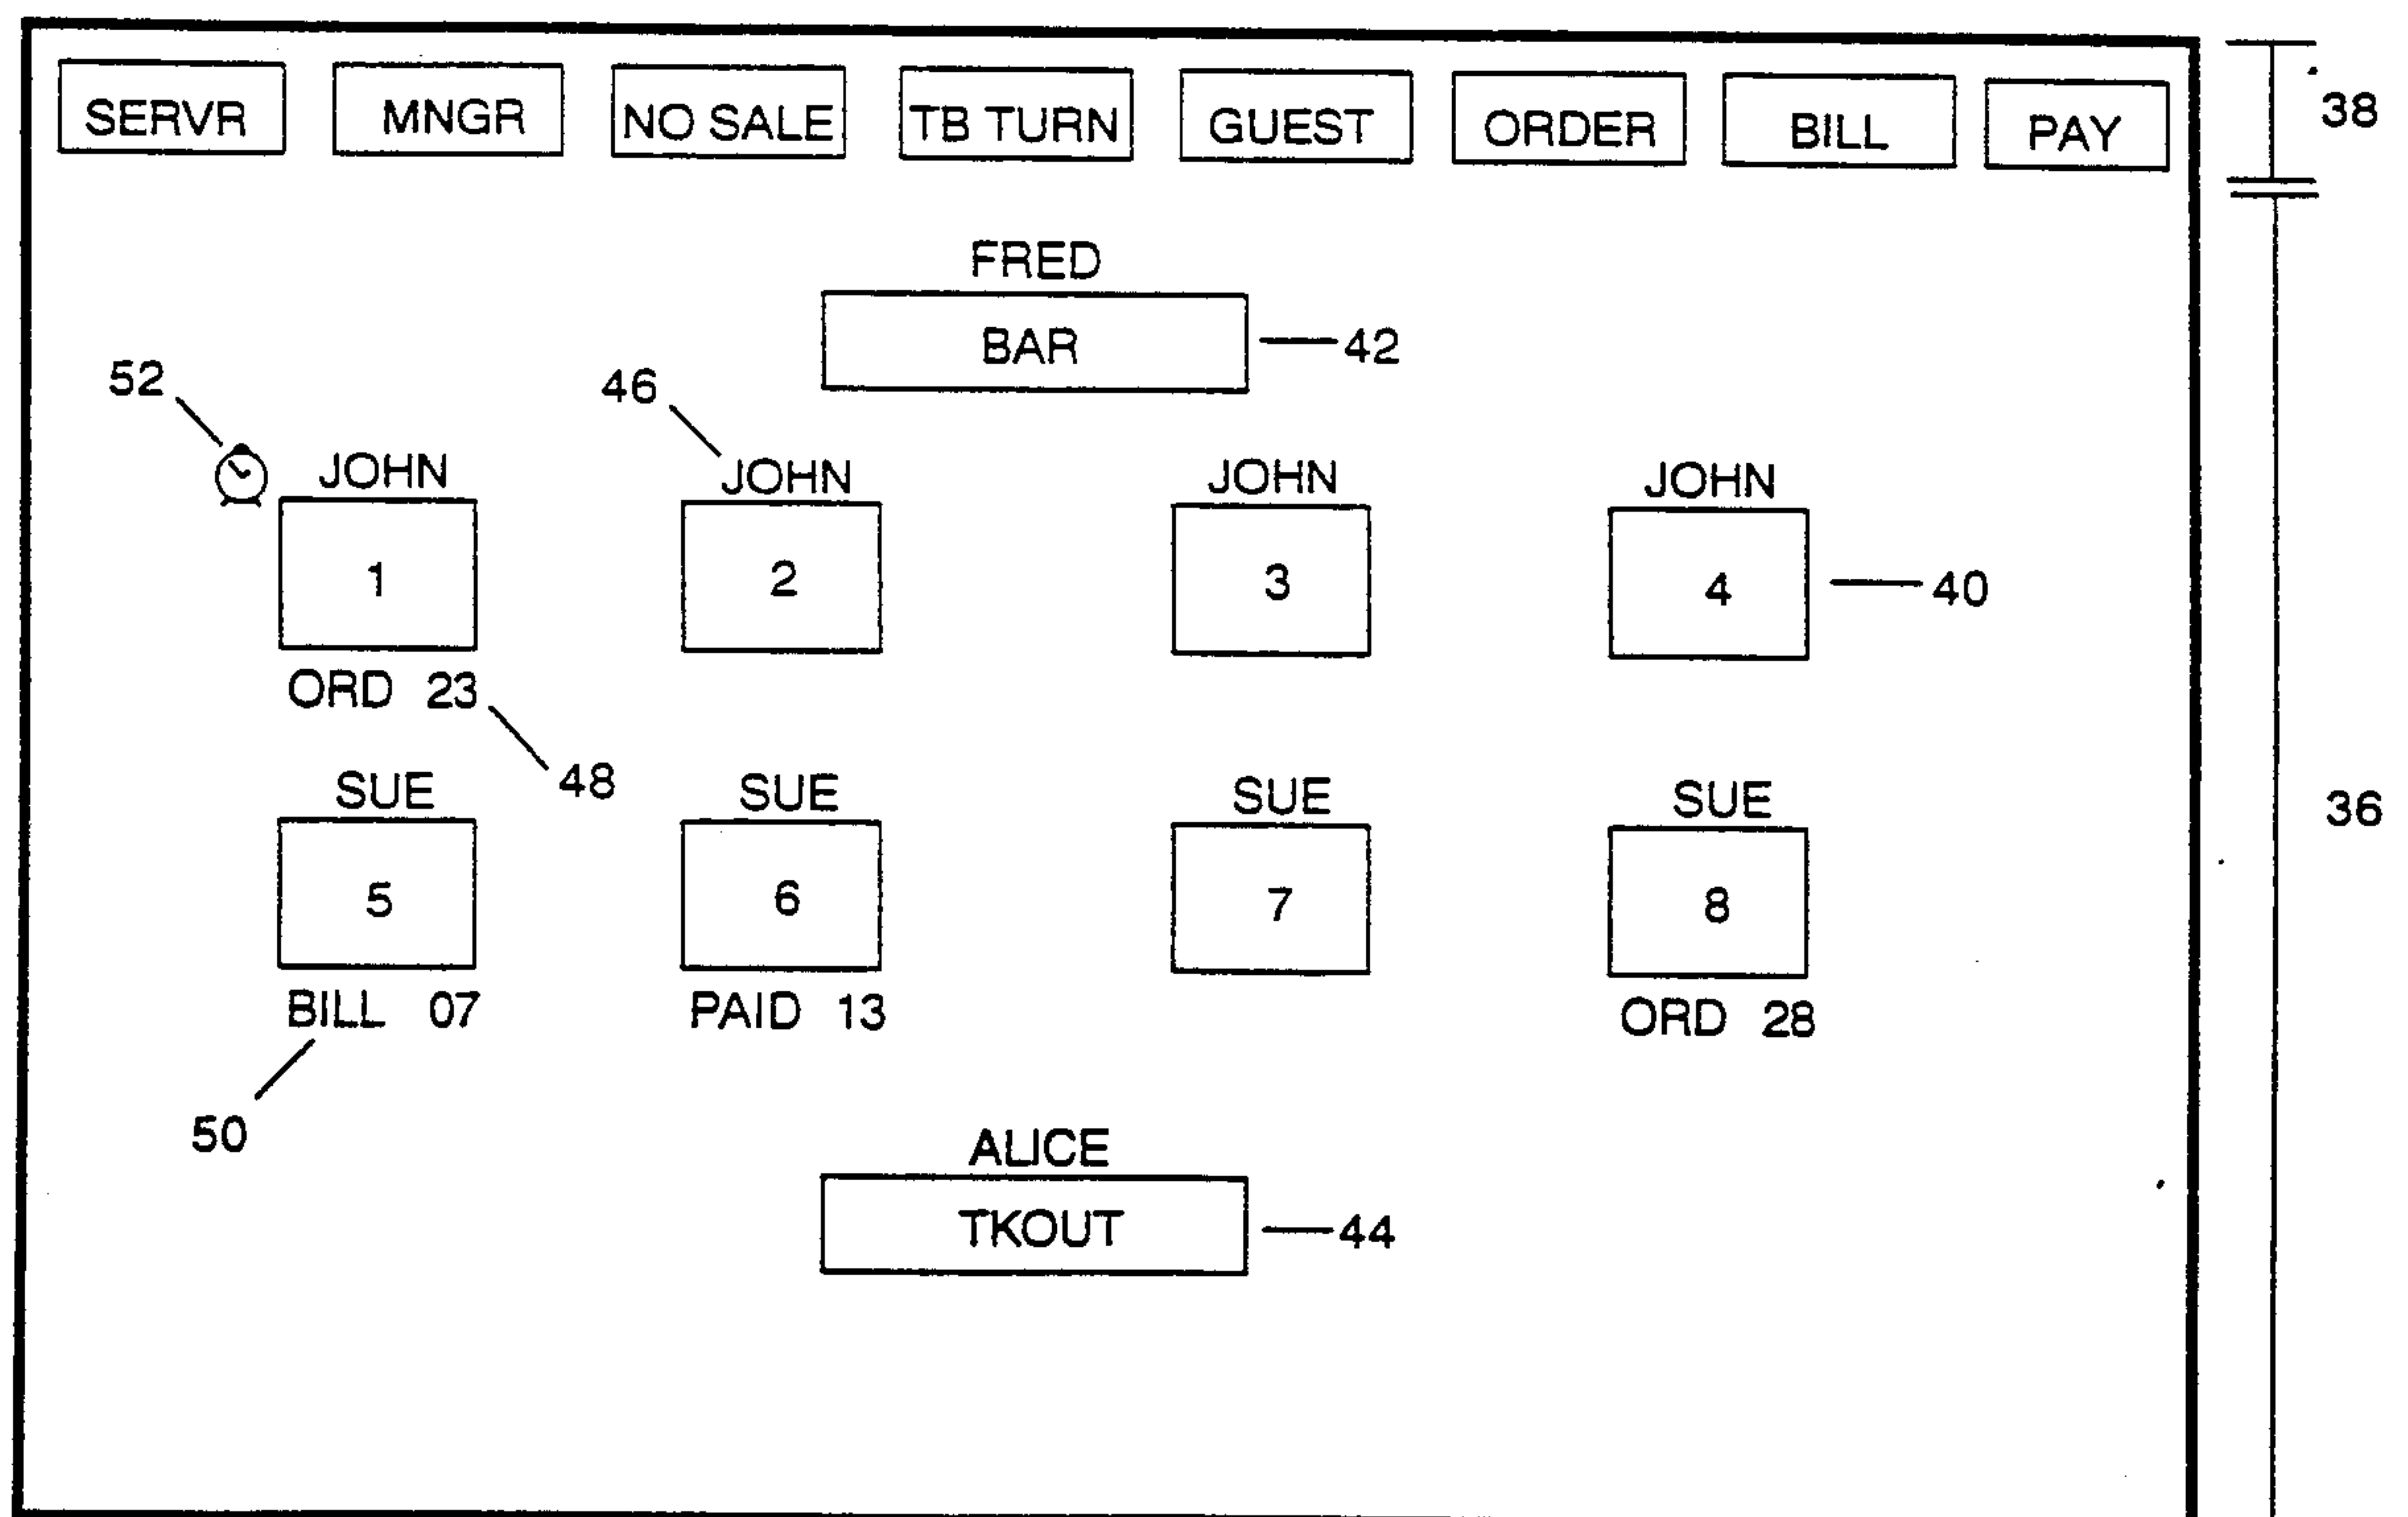 SERVR MNGR NO SALE TB TURN GUEST ORDER BILL PAY 38
FRED
BAR 42
52 46
JOHN JOHN JOHN JOHN
1 2 3 4 40
ORD 23
48
SUE SUE SUE SUE 36
5 6 7 8
BILL 07 PAID 13 ORD 28
50
ALICE
TKOUT 44